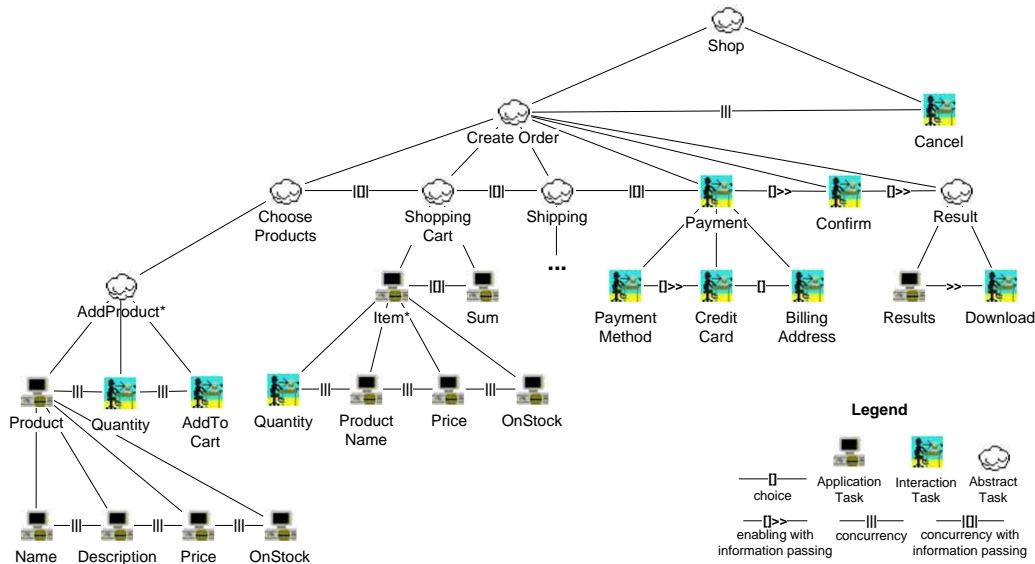 Shop
|||
Create Order
Cancel
|[]| |[]| |[]| []>> []>>
Choose Products
Shopping Cart
Shipping
Payment
Confirm
Result
...
AddProduct*
|[]|
Item*
Sum
[]>> []
Payment Method
Credit Card
Billing Address
>>
Results
Download
||| |||
Product
Quantity
AddTo Cart
||| ||| |||
Quantity
Product Name
Price
OnStock
||| ||| |||
Name
Description
Price
OnStock
Legend
[]
choice
Application Task
Interaction Task
Abstract Task
[]>>
enabling with information passing
|||
concurrency
|[]|
concurrency with information passing